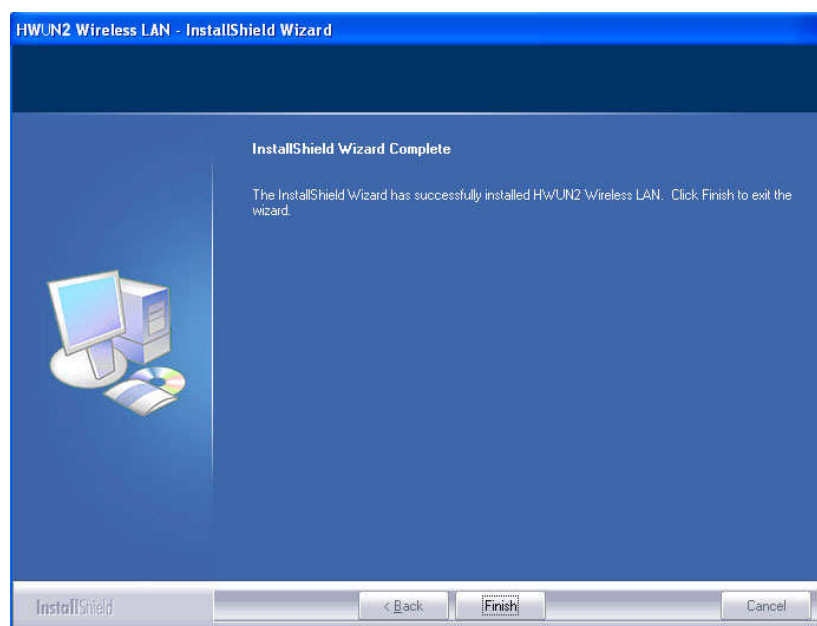 HWUN2 Wireless LAN - InstallShield Wizard
InstallShield Wizard Complete
The InstallShield Wizard has successfully installed HWUN2 Wireless LAN. Click Finish to exit the
wizard.
InstallShield
< Back
Finish
Cancel